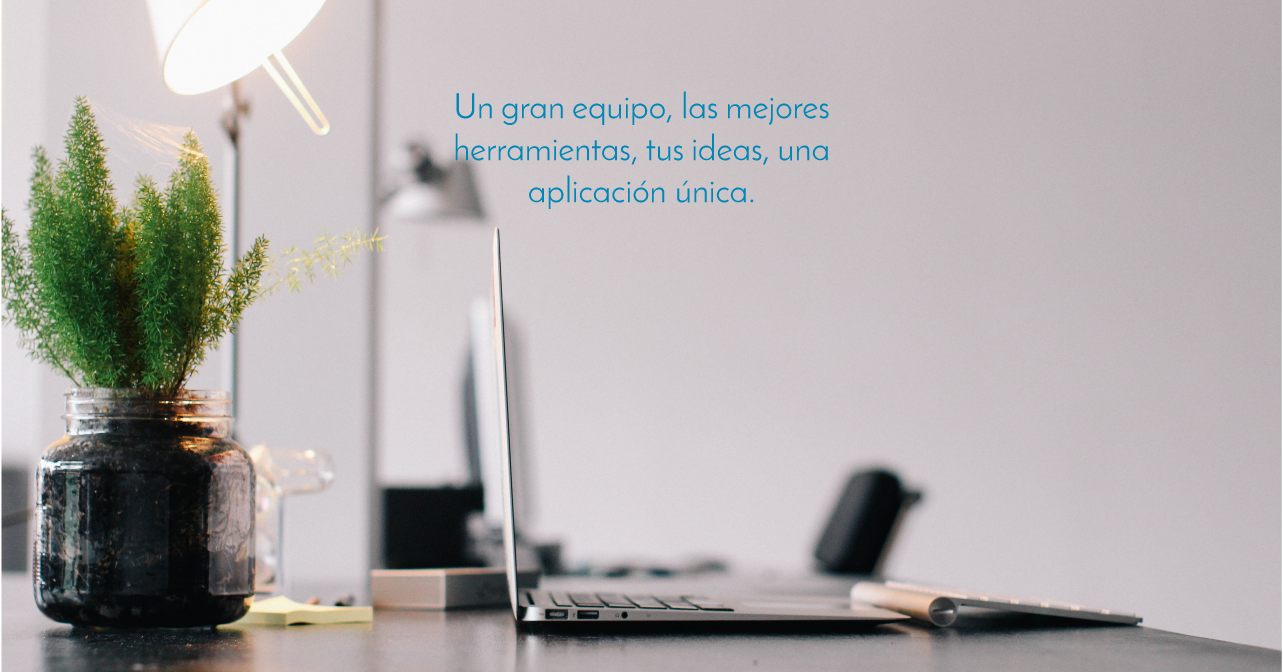 Un gran equipo, las mejores
herramientas, tus ideas, una
aplicación única.